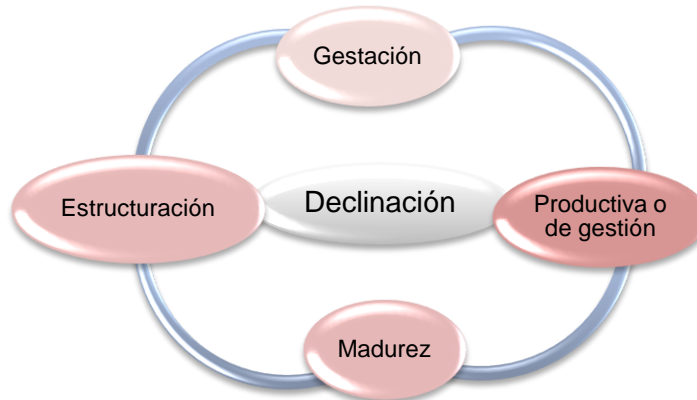 Gestación
Estructuración
Declinación
Productiva o
de gestión
Madurez